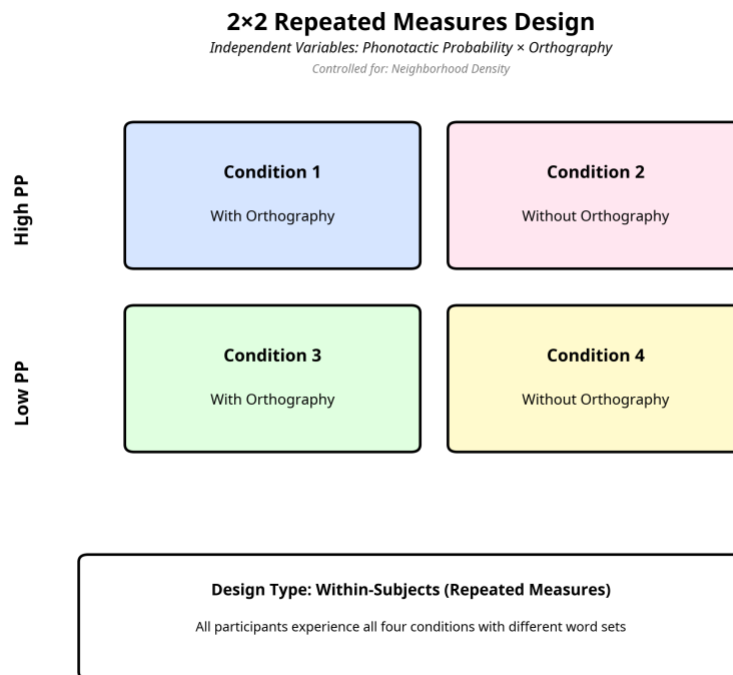 2×2 Repeated Measures Design
Independent Variables: Phonotactic Probability × Orthography
Controlled for: Neighborhood Density
High PP
Condition 1
With Orthography
Condition 2
Without Orthography
Low PP
Condition 3
With Orthography
Condition 4
Without Orthography
Design Type: Within-Subjects (Repeated Measures)
All participants experience all four conditions with different word sets